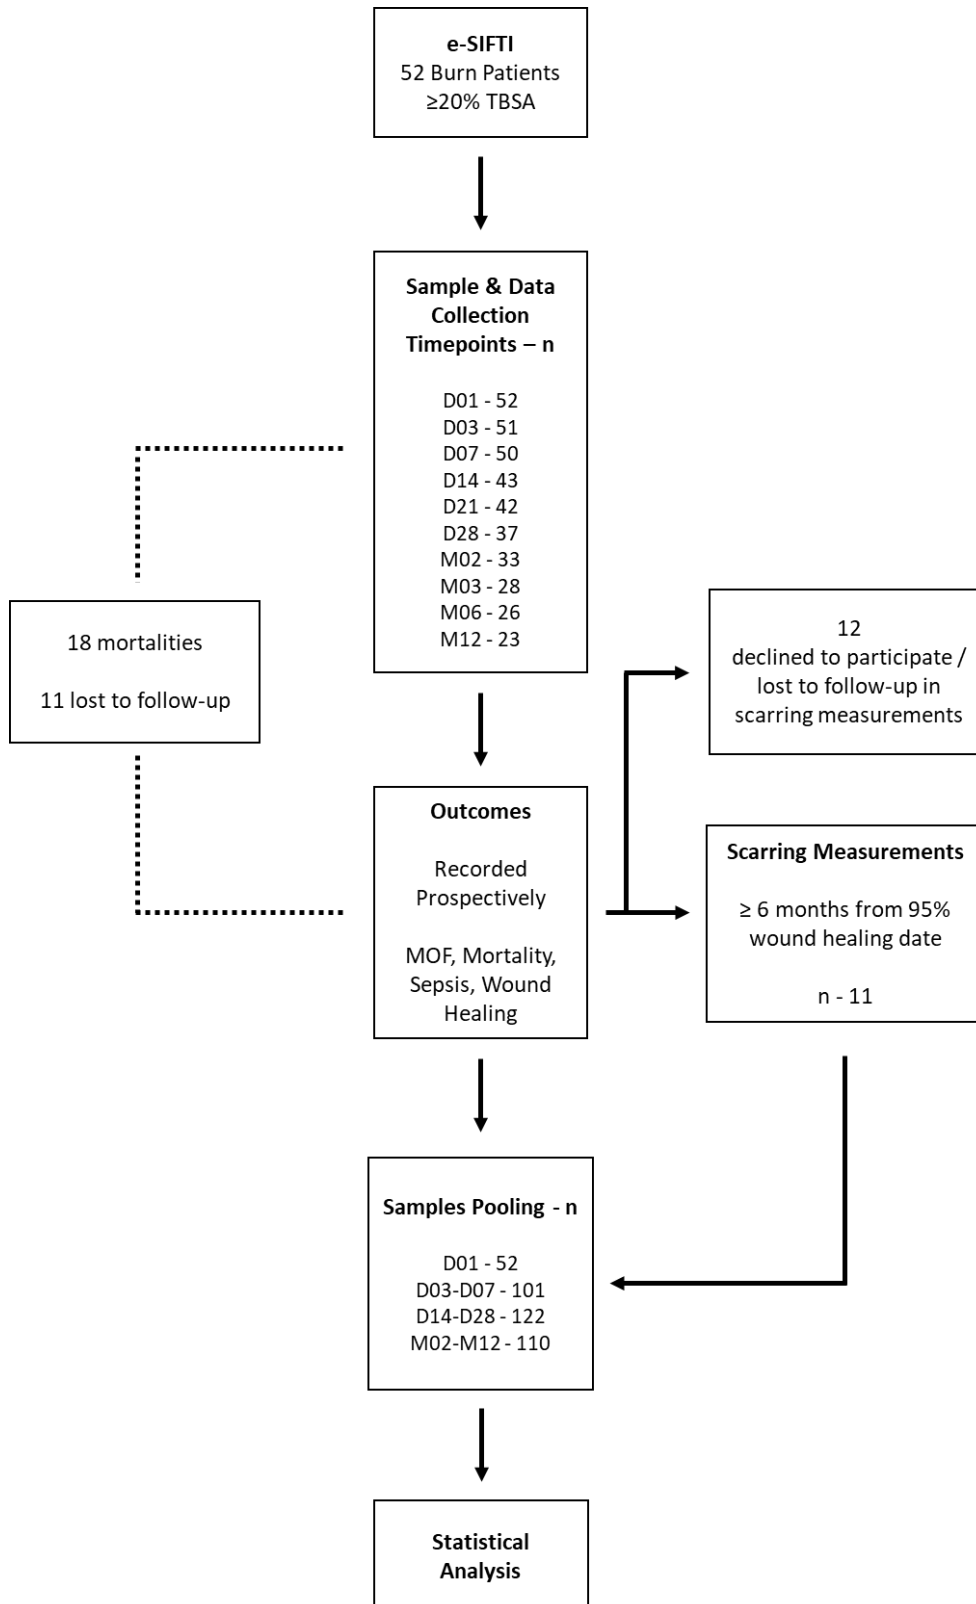 e-SIFTI
52 Burn Patients
≥20% TBSA
Sample & Data
Collection
Timepoints – n
D01 - 52
D03 - 51
D07 - 50
D14 - 43
D21 - 42
D28 - 37
M02 - 33
M03 - 28
M06 - 26
M12 - 23
18 mortalities
11 lost to follow-up
12
declined to participate /
lost to follow-up in
scarring measurements
Outcomes
Recorded
Prospectively
MOF, Mortality,
Sepsis, Wound
Healing
Scarring Measurements
≥ 6 months from 95%
wound healing date
n - 11
Samples Pooling - n
D01 - 52
D03-D07 - 101
D14-D28 - 122
M02-M12 - 110
Statistical
Analysis